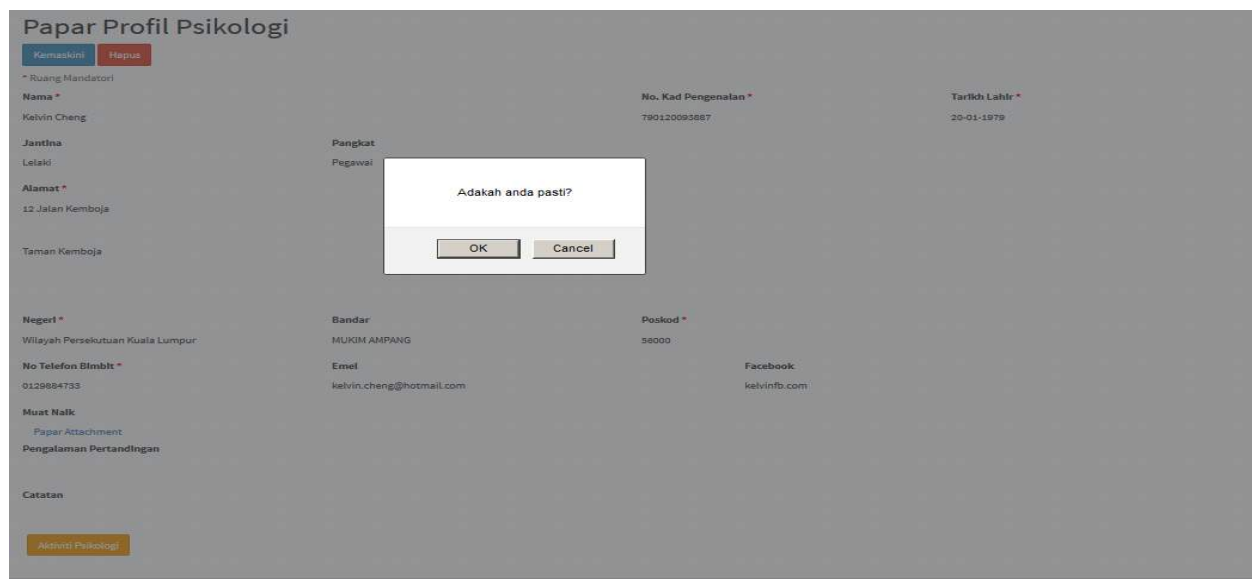 Papar Profil Psikologi
Kemaskini Hapus
* Ruang Mandatori
Nama * No. Kad Pengenalan * Tarikh Lahir *
Kelvin Cheng 790120093887 20-01-1979
Jantina Pangkat
Lelaki Pegawai
Alamat *
12 Jalan Kemboja
Adakah anda pasti?
Taman Kemboja
OK Cancel
Negeri * Bandar Poskod *
Wilayah Persekutuan Kuala Lumpur MUKIM AMPANG 56000
No Telefon Bimbit * Emel Facebook
0129884733 kelvin.cheng@hotmail.com kelvinfb.com
Muat Naik
Papar Attachment
Pengalaman Pertandingan
Catatan
Aktiviti Psikologi